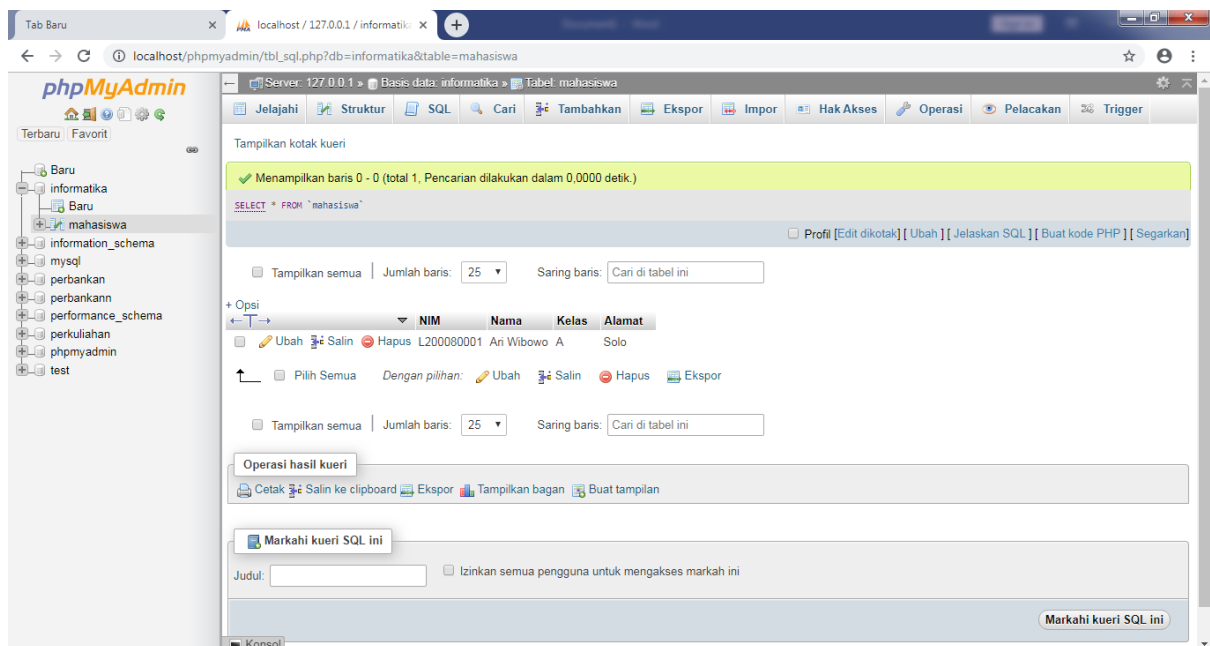 Tab Baru
localhost / 127.0.0.1 / informatika
localhost/phpmyadmin/tbl_sql.php?db=informatika&table=mahasiswa
phpMyAdmin
Terbaru Favorit
Baru
informatika
Baru
mahasiswa
information_schema
mysql
perbankan
perbankann
performance_schema
perkuliahan
phpmyadmin
test
Server: 127.0.0.1 » Basis data: informatika » Tabel: mahasiswa
Jelajahi Struktur SQL Cari Tambahkan Ekspor Impor Hak Akses Operasi Pelacakan Trigger
Tampilkan kotak kueri
Menampilkan baris 0 - 0 (total 1, Pencarian dilakukan dalam 0,0000 detik.)
SELECT * FROM `mahasiswa`
Profil [Edit dikotak] [ Ubah ] [ Jelaskan SQL ] [ Buat kode PHP ] [ Segarkan]
Tampilkan semua Jumlah baris: 25 Saring baris: Cari di tabel ini
+ Opsi
←T→ NIM Nama Kelas Alamat
Ubah Salin Hapus L200080001 Ari Wibowo A Solo
Pilih Semua Dengan pilihan: Ubah Salin Hapus Ekspor
Tampilkan semua Jumlah baris: 25 Saring baris: Cari di tabel ini
Operasi hasil kueri
Cetak Salin ke clipboard Ekspor Tampilkan bagan Buat tampilan
Markahi kueri SQL ini
Judul: Izinkan semua pengguna untuk mengakses markah ini
Markahi kueri SQL ini
Konsol